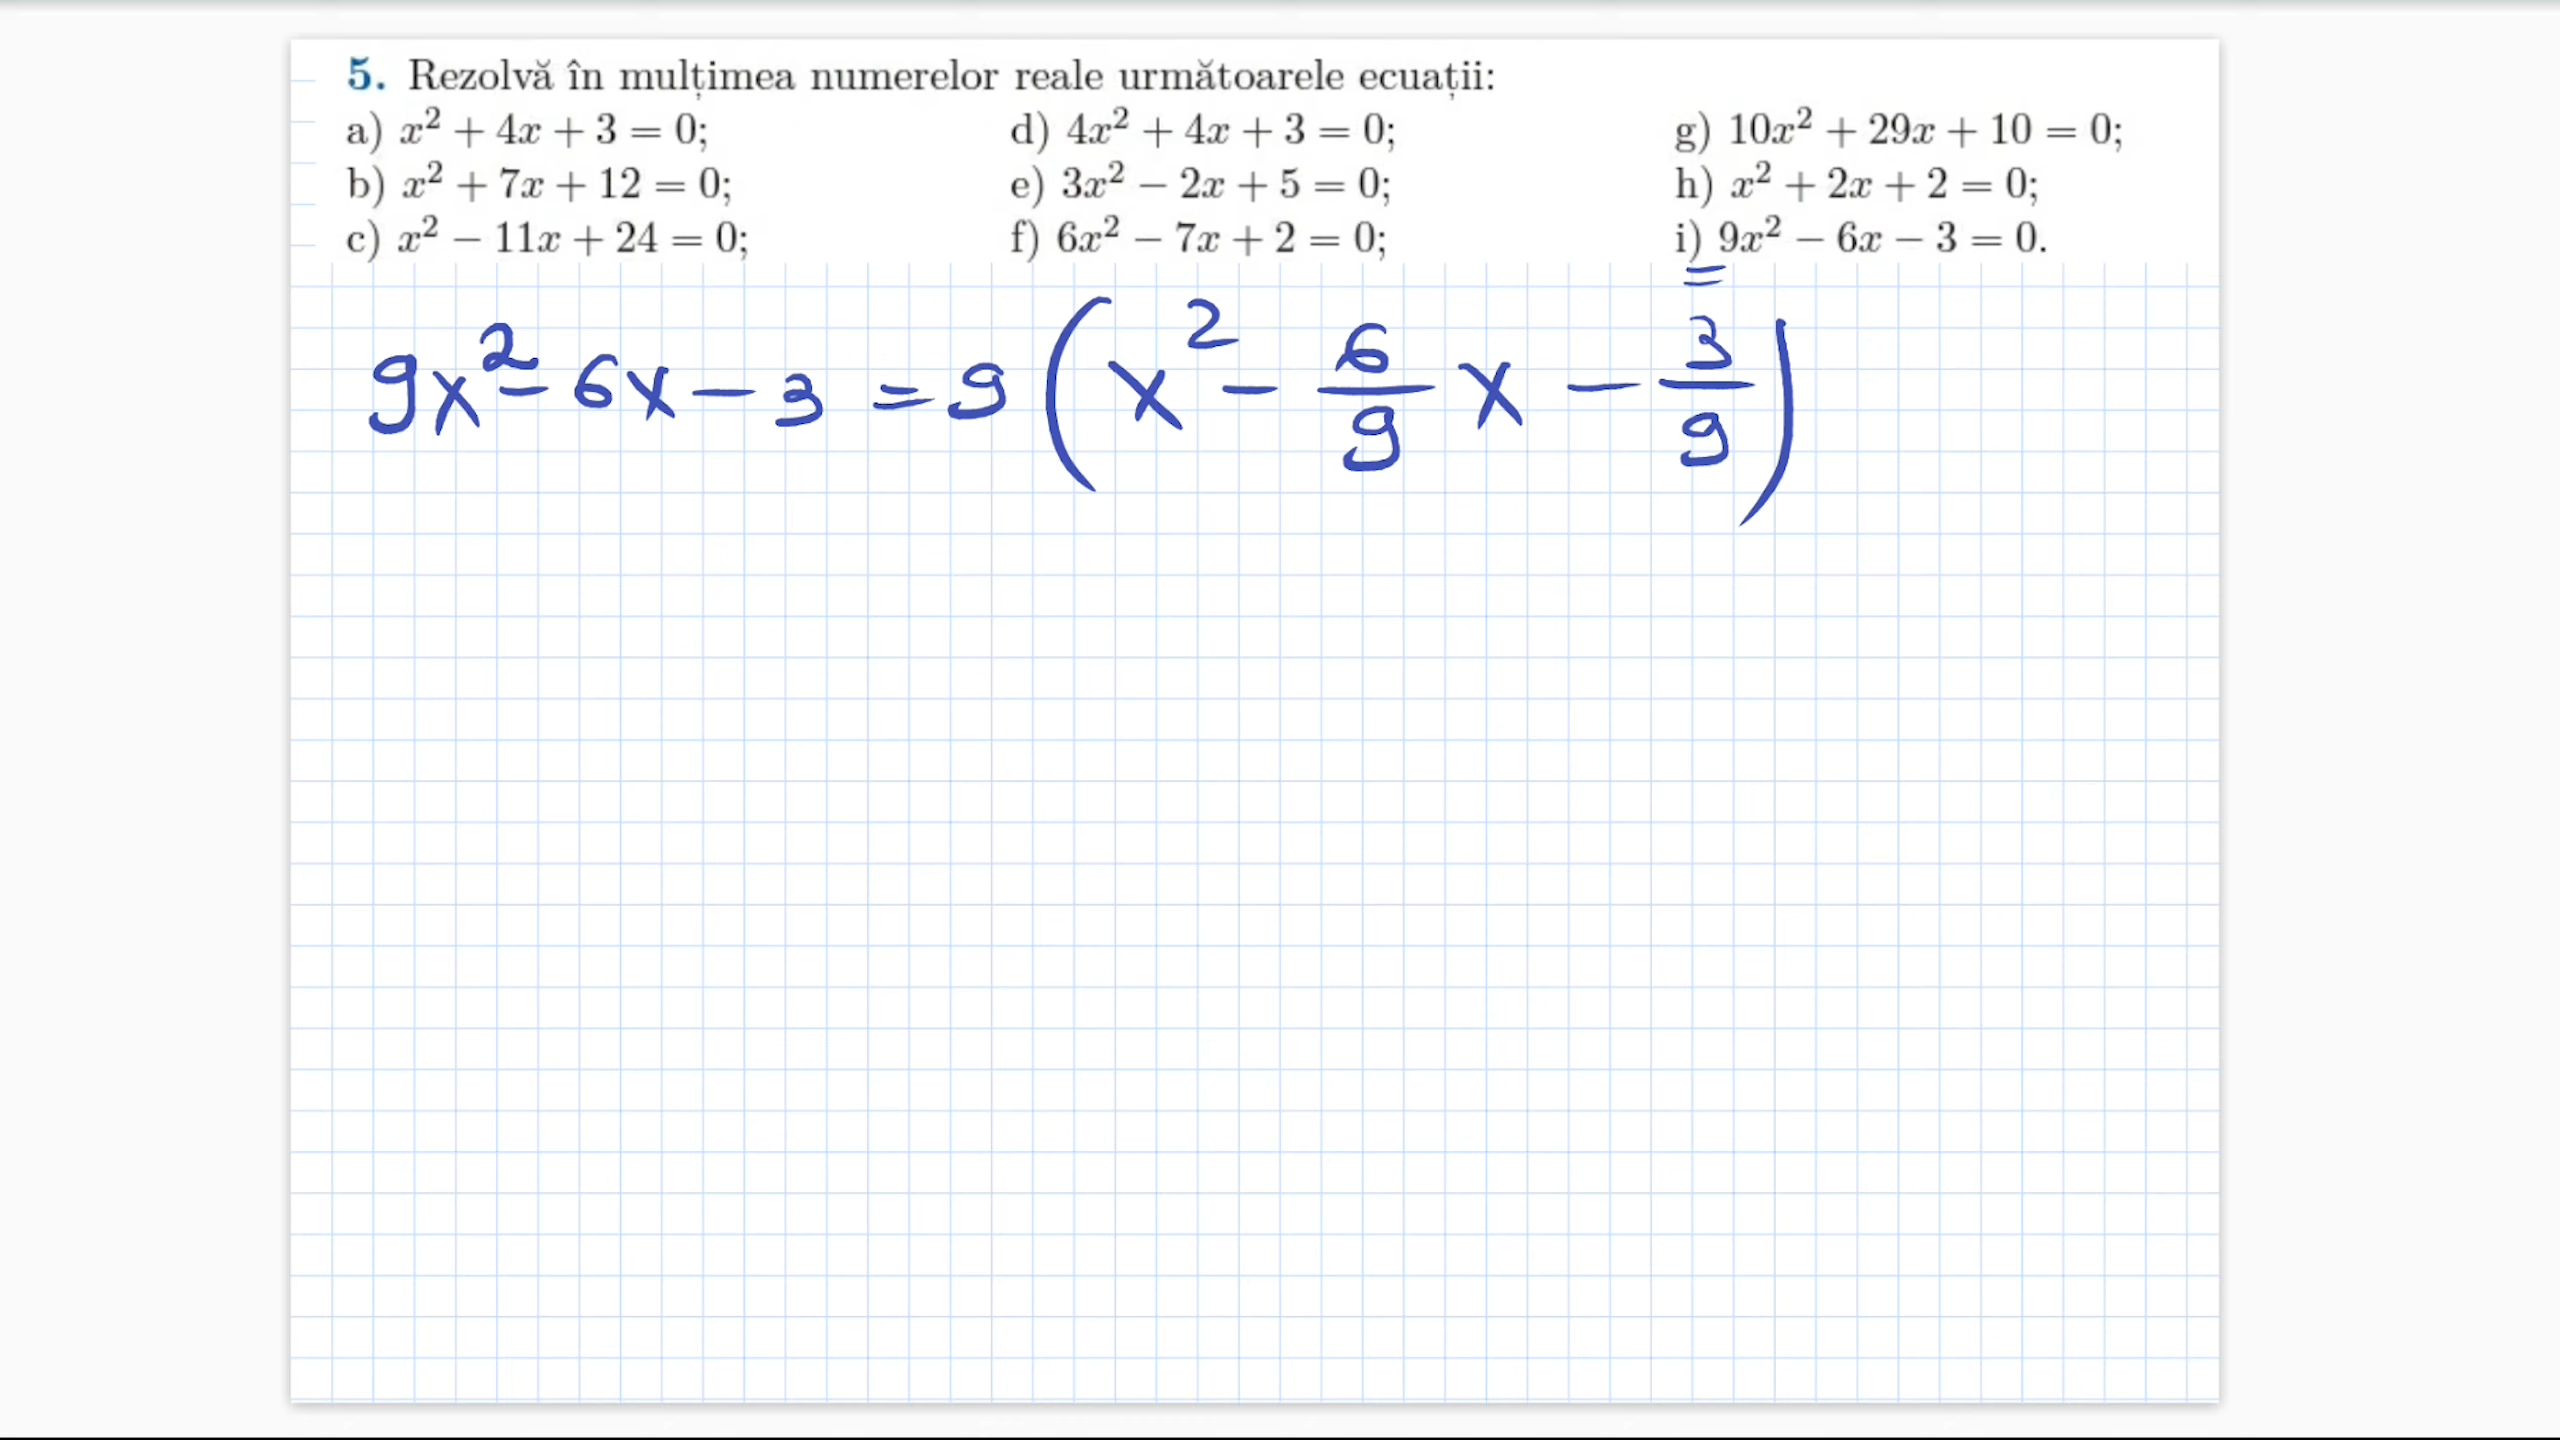 5. Rezolvă în mulțimea numerelor reale următoarele ecuații:
a) x² + 4x + 3 = 0;
b) x² + 7x + 12 = 0;
c) x² − 11x + 24 = 0;
d) 4x² + 4x + 3 = 0;
e) 3x² − 2x + 5 = 0;
f) 6x² − 7x + 2 = 0;
g) 10x² + 29x + 10 = 0;
h) x² + 2x + 2 = 0;
i) 9x² − 6x − 3 = 0.
9x² − 6x − 3 = 9(x² − 6/9 x − 3/9)